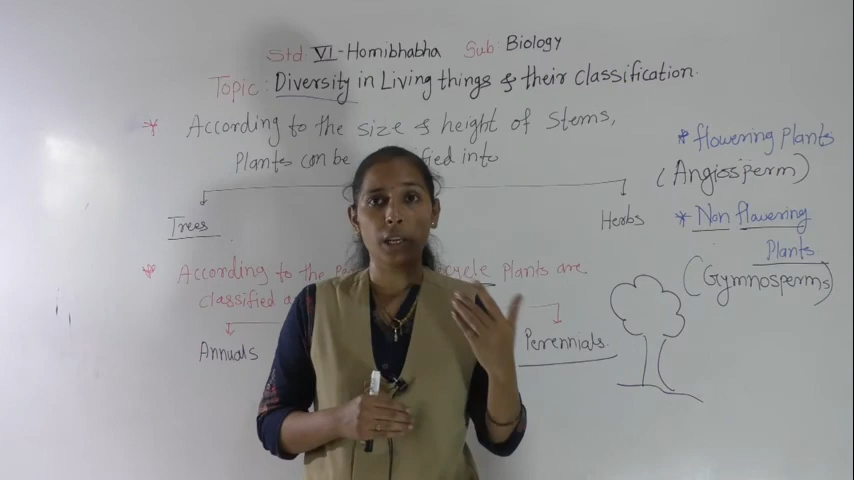 Std: VI - Homibhabha Sub: Biology
Topic: Diversity in Living things & their classification.
* According to the size & height of stems,
Plants can be fied into
Trees
Herbs
* According to the cycle Plants are
classified a
Annuals
Perennials.
* flowering Plants
(Angiosperm)
* Non flowering
Plants
(Gymnosperms)